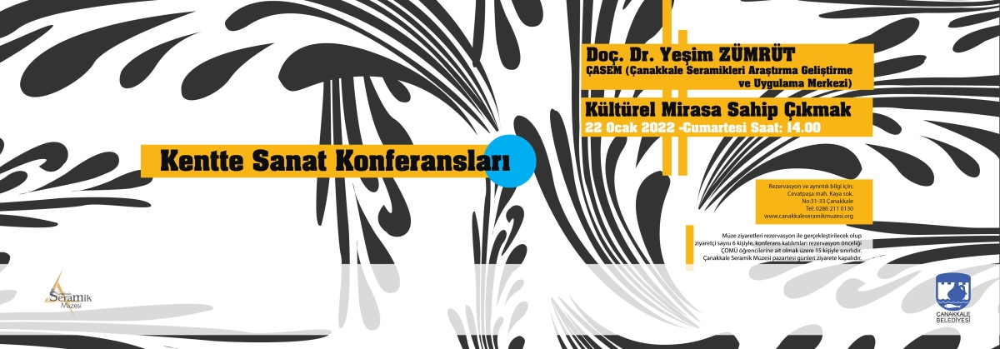 Kentte Sanat Konferansları
Doç. Dr. Yeşim ZÜMRÜT
ÇASEM (Çanakkale Seramikleri Araştırma Geliştirme
ve Uygulama Merkezi)
Kültürel Mirasa Sahip Çıkmak
22 Ocak 2022 -Cumartesi Saat: 14.00
Rezervasyon ve ayrıntılı bilgi için;
Cevatpaşa mah. Kaya sok.
No:31-33 Çanakkale
Tel: 0286 211 0130
www.canakkaleseramikmuzesi.org
Müze ziyaretleri rezervasyon ile gerçekleştirilecek olup
ziyaretçi sayısı 6 kişiyle, konferans katılımları rezervasyon önceliği
ÇOMÜ öğrencilerine ait olmak üzere 15 kişiyle sınırlıdır.
Çanakkale Seramik Müzesi pazartesi günleri ziyarete kapalıdır.
Seramik
Müzesi
ÇANAKKALE
BELEDİYESİ